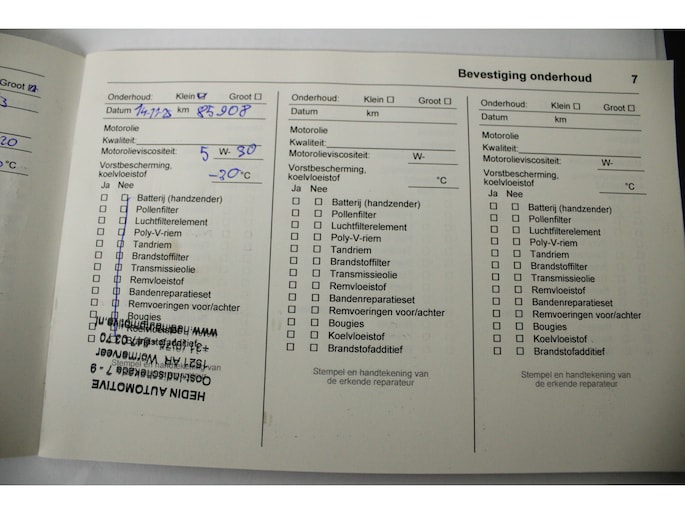 Bevestiging onderhoud 7
Groot
3
20
°C
Onderhoud: Klein Groot
Datum km 85908
Motorolie
Kwaliteit:
Motorolieviscositeit: 5 W- 30
Vorstbescherming,
koelvloeistof -30°C
Ja Nee
Batterij (handzender)
Pollenfilter
Luchtfilterelement
Poly-V-riem
Tandriem
Brandstoffilter
Transmissieolie
Remvloeistof
Bandenreparatieset
Remvoeringen voor/achter
Bougies
Koelvloeistof
Brandstofadditief
Stempel en handtekening van
HEDIN AUTOMOTIVE
Oost-Indischekade 7 - 9
1521 AR Wormerveer
Onderhoud: Klein Groot
Datum km
Motorolie
Kwaliteit:
Motorolieviscositeit: W-
Vorstbescherming,
koelvloeistof °C
Ja Nee
Batterij (handzender)
Pollenfilter
Luchtfilterelement
Poly-V-riem
Tandriem
Brandstoffilter
Transmissieolie
Remvloeistof
Bandenreparatieset
Remvoeringen voor/achter
Bougies
Koelvloeistof
Brandstofadditief
Stempel en handtekening van
de erkende reparateur
Onderhoud: Klein Groot
Datum km
Motorolie
Kwaliteit:
Motorolieviscositeit: W-
Vorstbescherming,
koelvloeistof °C
Ja Nee
Batterij (handzender)
Pollenfilter
Luchtfilterelement
Poly-V-riem
Tandriem
Brandstoffilter
Transmissieolie
Remvloeistof
Bandenreparatieset
Remvoeringen voor/achter
Bougies
Koelvloeistof
Brandstofadditief
Stempel en handtekening van
de erkende reparateur